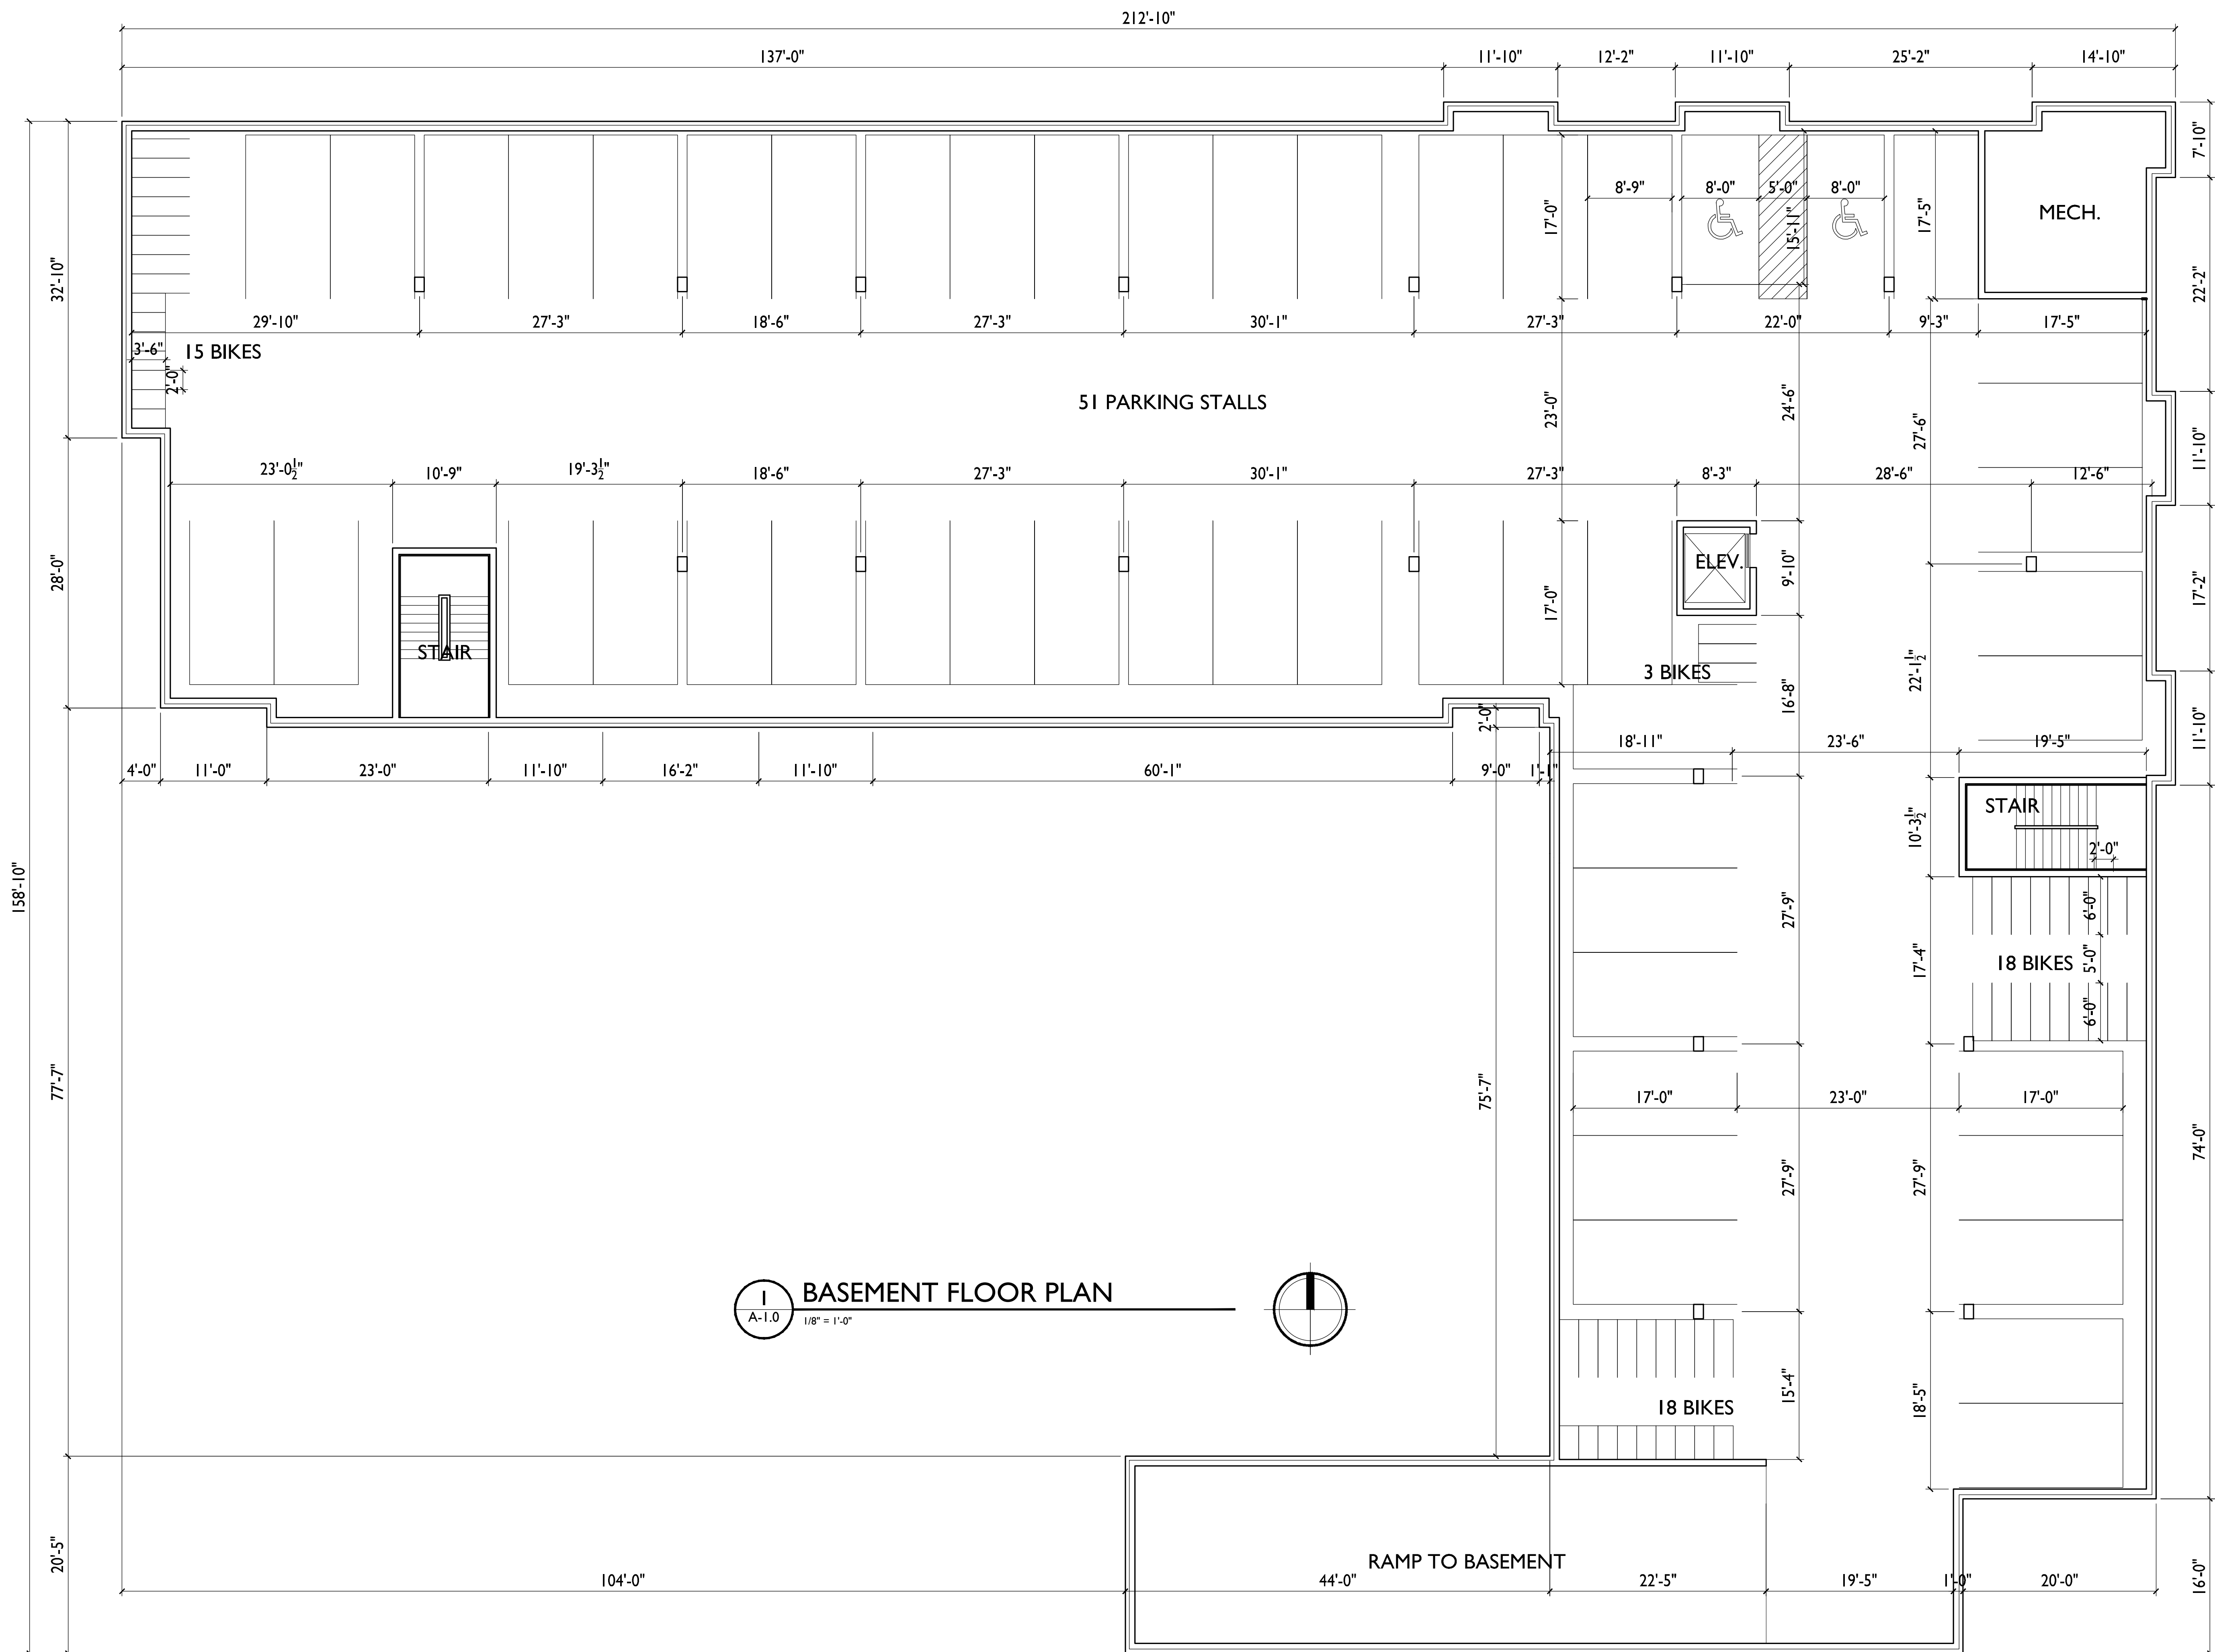 212'-10"
137'-0" 11'-10" 12'-2" 11'-10" 25'-2" 14'-10"
7'-10"
8'-9" 8'-0" 5'-0" 8'-0"
17'-0" 15'-11" 17'-5"
MECH.
32'-10"
22'-2"
29'-10" 27'-3" 18'-6" 27'-3" 30'-1" 27'-3" 22'-0" 9'-3" 17'-5"
3'-6" 15 BIKES
2'-0"
51 PARKING STALLS
23'-0" 24'-6" 27'-6"
11'-10"
23'-0½" 10'-9" 19'-3½" 18'-6" 27'-3" 30'-1" 27'-3" 8'-3" 28'-6" 12'-6"
28'-0"
ELEV.
9'-10"
17'-0"
17'-2"
STAIR
3 BIKES
22'-1½"
16'-8"
2'-0"
11'-10"
18'-11" 23'-6" 19'-5"
4'-0" 11'-0" 23'-0" 11'-10" 16'-2" 11'-10" 60'-1" 9'-0" 1'-1"
STAIR
10'-3½"
2'-0"
158'-10"
27'-9"
6'-0"
17'-4"
18 BIKES
5'-0"
6'-0"
77'-7"
75'-7"
17'-0" 23'-0" 17'-0"
74'-0"
27'-9" 27'-9"
1
A-1.0
BASEMENT FLOOR PLAN
1/8" = 1'-0"
15'-4" 18'-5"
18 BIKES
20'-5"
RAMP TO BASEMENT
104'-0" 44'-0" 22'-5" 19'-5" 1'-0" 20'-0"
16'-0"